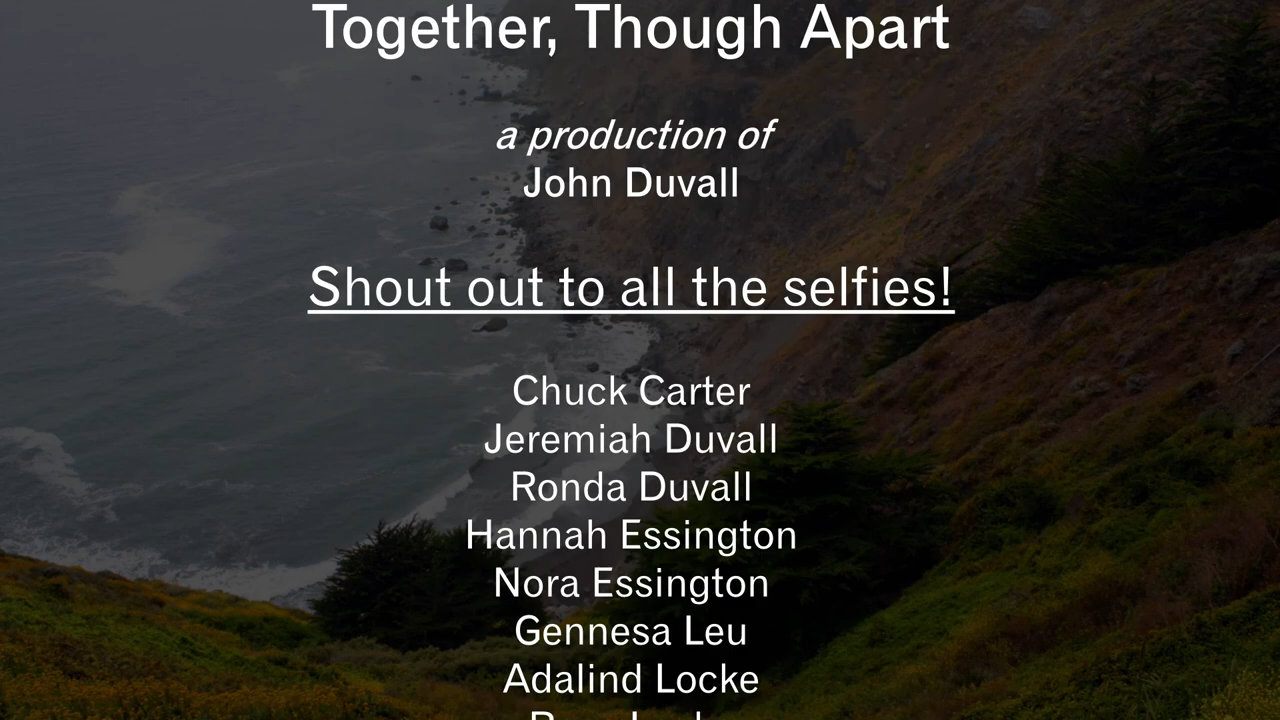 Together, Though Apart
a production of
John Duvall
Shout out to all the selfies!
Chuck Carter
Jeremiah Duvall
Ronda Duvall
Hannah Essington
Nora Essington
Gennesa Leu
Adalind Locke